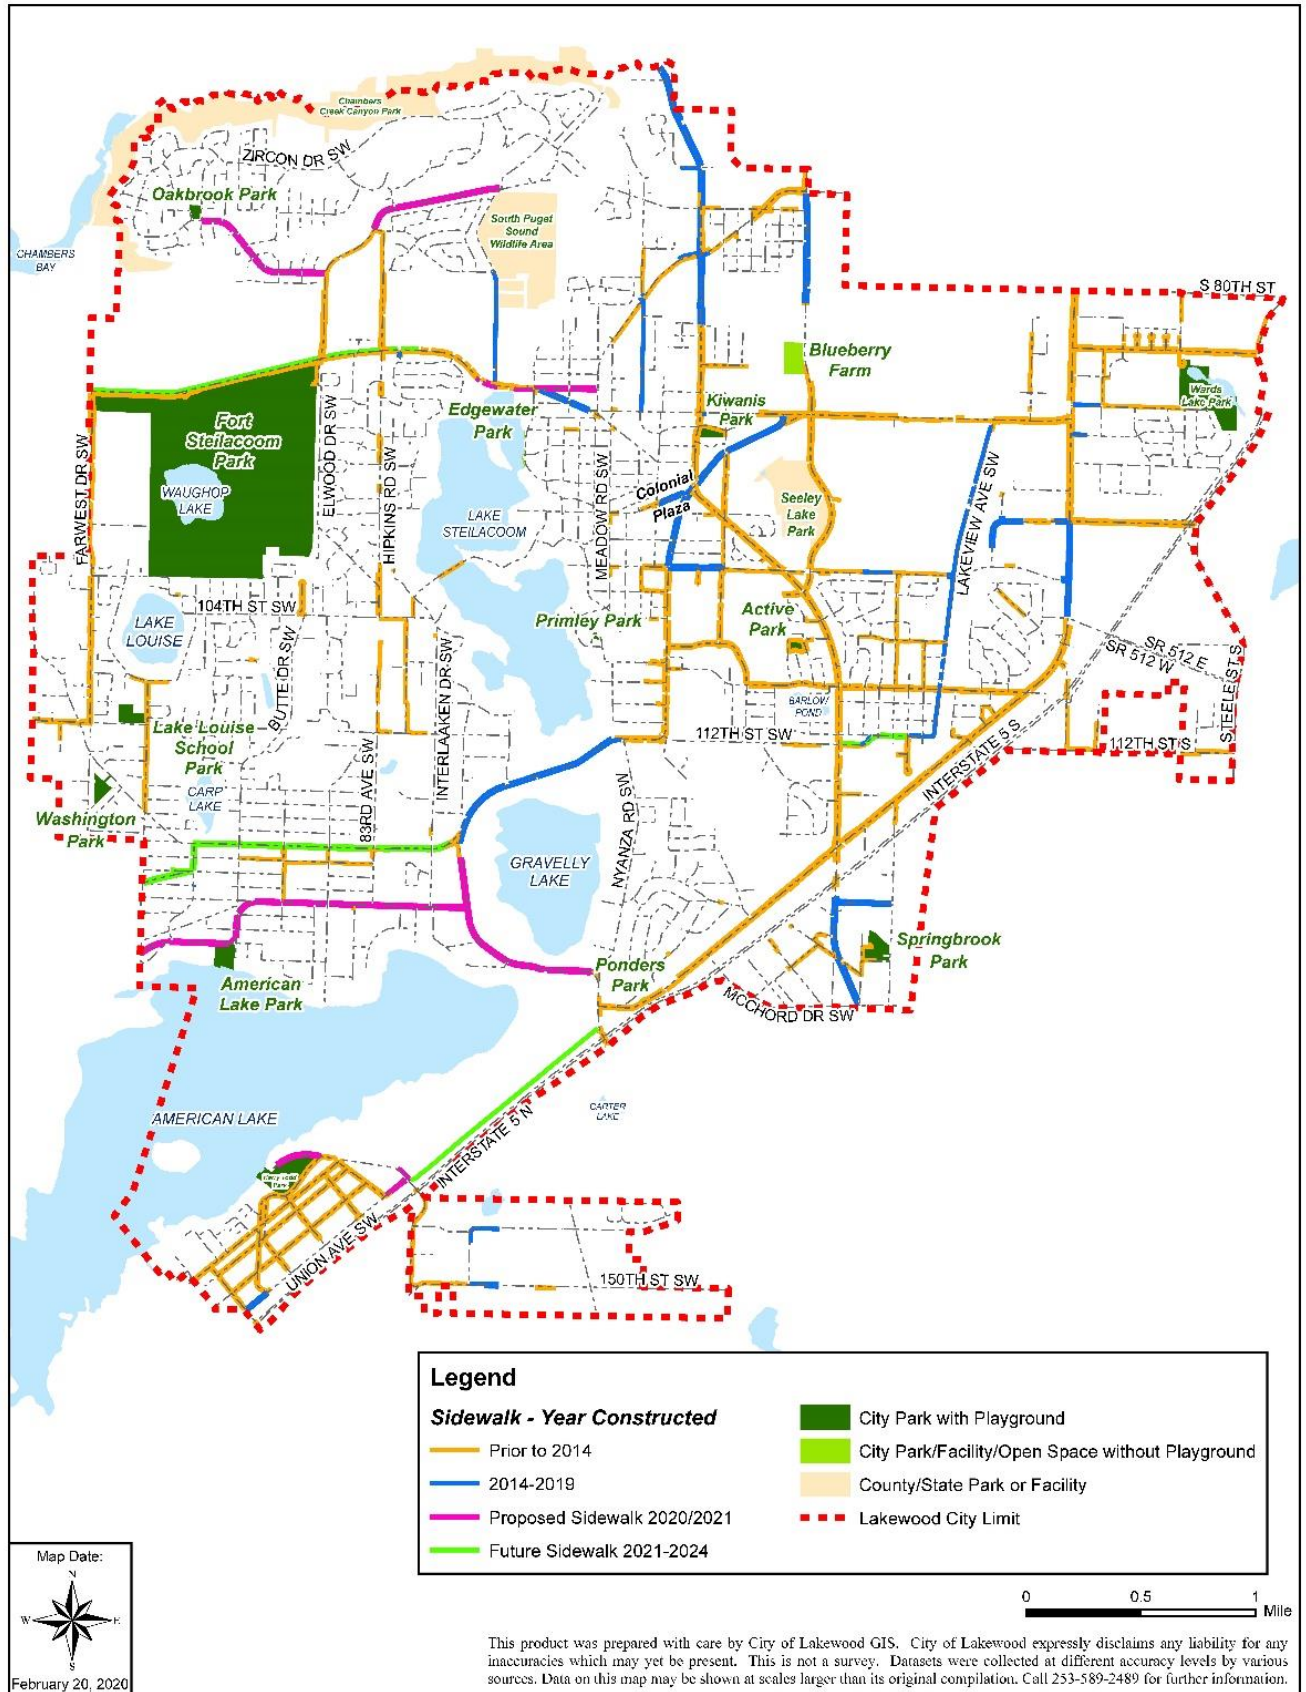 Chambers
Creek Canyon Park
ZIRCON DR SW
Oakbrook Park
South Puget
Sound
Wildlife Area
CHAMBERS
BAY
S 80TH ST
Blueberry
Farm
Wards
Lake Park
Kiwanis
Park
Edgewater
Park
Fort
Steilacoom
Park
ELWOOD DR SW
FARWEST DR SW
HIPKINS RD SW
MEADOW RD SW
LAKEVIEW AVE SW
WAUGHOP
LAKE
Colonial
Plaza
Seeley
Lake
Park
LAKE
STEILACOOM
104TH ST SW
LAKE
LOUISE
Primley Park
Active
Park
BUTTE DR SW
INTERLAAKEN DR SW
SR 512 E
SR 512 W
STEELE ST S
BARLOW
POND
Lake Louise
School
Park
112TH ST SW
112TH ST S
INTERSTATE 5 S
83RD AVE SW
CARP
LAKE
Washington
Park
NYANZA RD SW
GRAVELLY
LAKE
Springbrook
Park
Ponders
Park
American
Lake Park
MCCHORD DR SW
AMERICAN LAKE
CARTER
LAKE
INTERSTATE 5 N
Harry Todd
Park
UNION AVE SW
150TH ST SW
Legend
Sidewalk - Year Constructed
Prior to 2014
2014-2019
Proposed Sidewalk 2020/2021
Future Sidewalk 2021-2024
City Park with Playground
City Park/Facility/Open Space without Playground
County/State Park or Facility
Lakewood City Limit
Map Date:
N
W E
S
February 20, 2020
0 0.5 1
Mile
This product was prepared with care by City of Lakewood GIS. City of Lakewood expressly disclaims any liability for any
inaccuracies which may yet be present. This is not a survey. Datasets were collected at different accuracy levels by various
sources. Data on this map may be shown at scales larger than its original compilation. Call 253-589-2489 for further information.